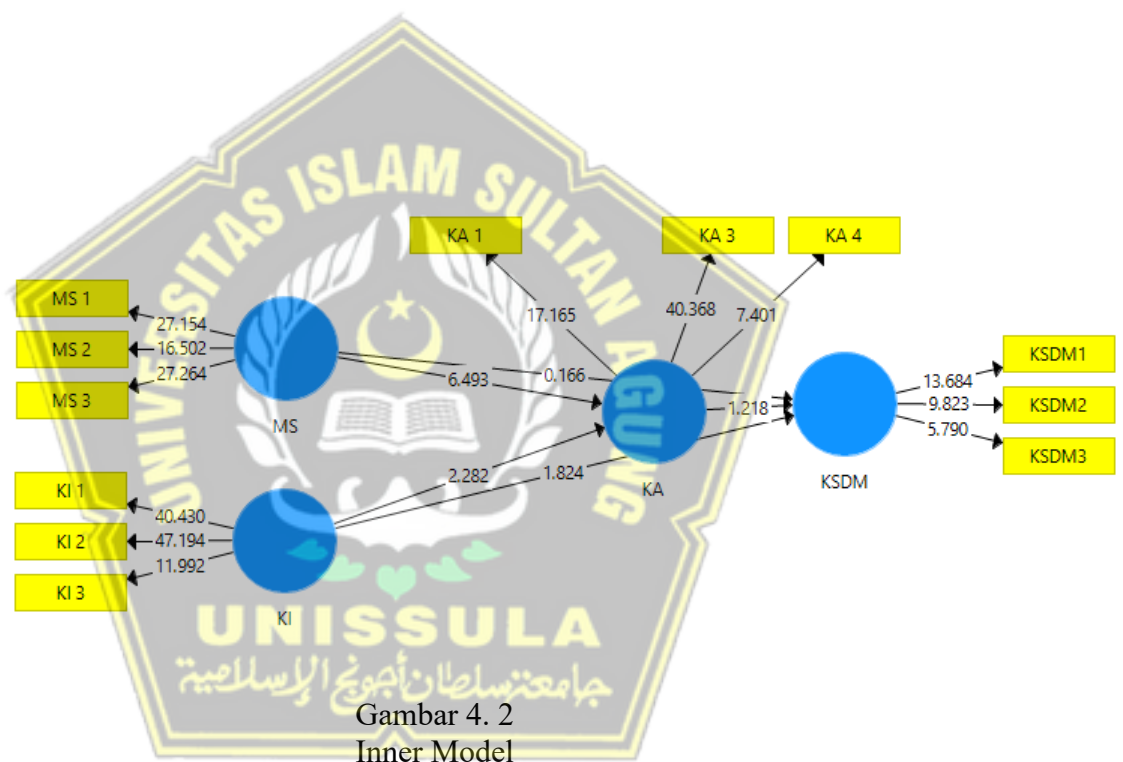 UNIVERSITAS ISLAM SULTAN AGUNG
KA 1
KA 3
KA 4
MS 1
MS 2
MS 3
27.154
16.502
27.264
17.165
40.368
7.401
MS
6.493
0.166
1.218
KA
KSDM
13.684
9.823
5.790
KSDM1
KSDM2
KSDM3
KI 1
KI 2
KI 3
40.430
47.194
11.992
2.282
1.824
KI
UNISSULA
جامعتسلطان أجونج الإسلامية
Gambar 4. 2
Inner Model